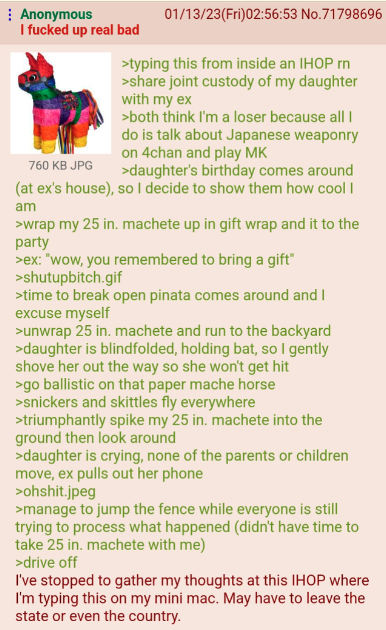 Anonymous 01/13/23(Fri)02:56:53 No.71798696
I fucked up real bad
>typing this from inside an IHOP rn
>share joint custody of my daughter
with my ex
>both think I'm a loser because all I
do is talk about Japanese weaponry
on 4chan and play MK
760 KB JPG
>daughter's birthday comes around
(at ex's house), so I decide to show them how cool I
am
>wrap my 25 in. machete up in gift wrap and it to the
party
>ex: "wow, you remembered to bring a gift"
>shutupbitch.gif
>time to break open pinata comes around and I
excuse myself
>unwrap 25 in. machete and run to the backyard
>daughter is blindfolded, holding bat, so I gently
shove her out the way so she won't get hit
>go ballistic on that paper mache horse
>snickers and skittles fly everywhere
>triumphantly spike my 25 in. machete into the
ground then look around
>daughter is crying, none of the parents or children
move, ex pulls out her phone
>ohshit.jpeg
>manage to jump the fence while everyone is still
trying to process what happened (didn't have time to
take 25 in. machete with me)
>drive off
I've stopped to gather my thoughts at this IHOP where
I'm typing this on my mini mac. May have to leave the
state or even the country.